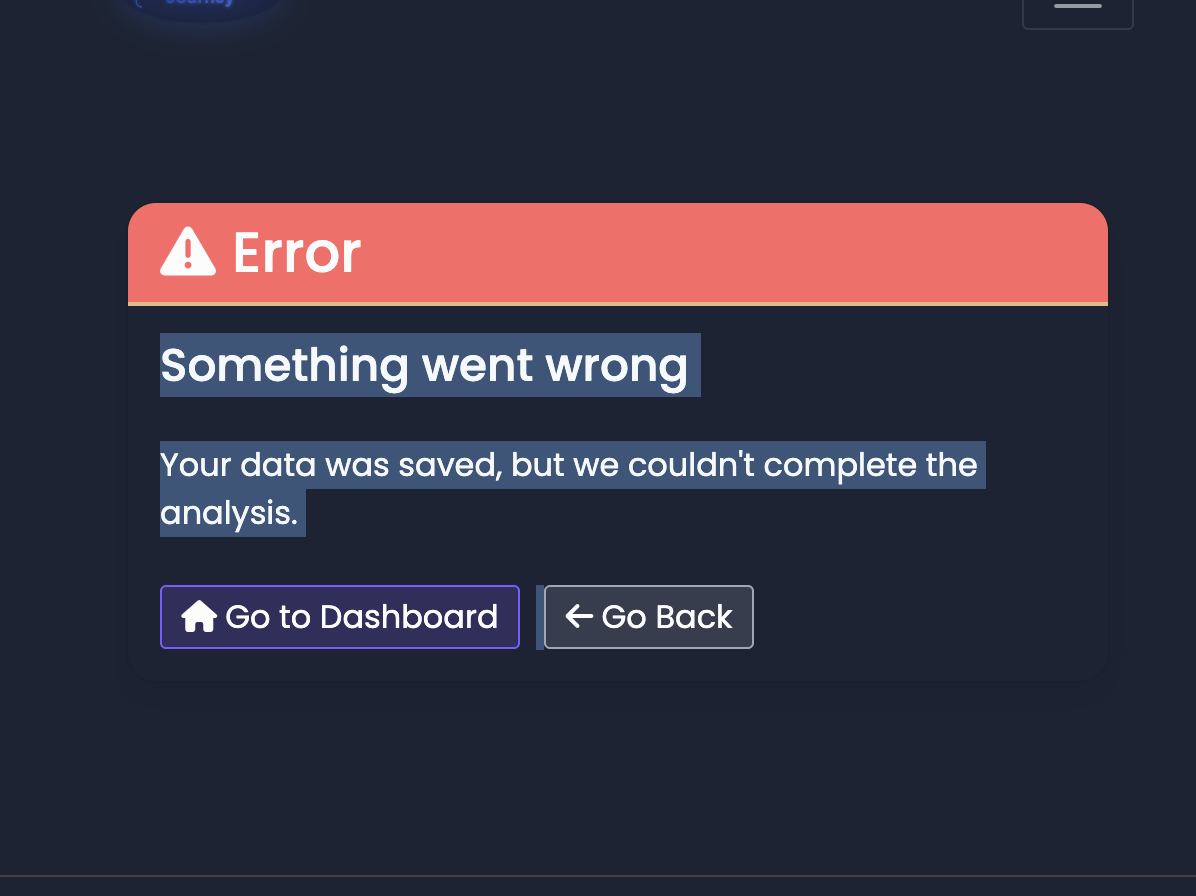 Journey
Error
Something went wrong
Your data was saved, but we couldn't complete the
analysis.
Go to Dashboard
Go Back